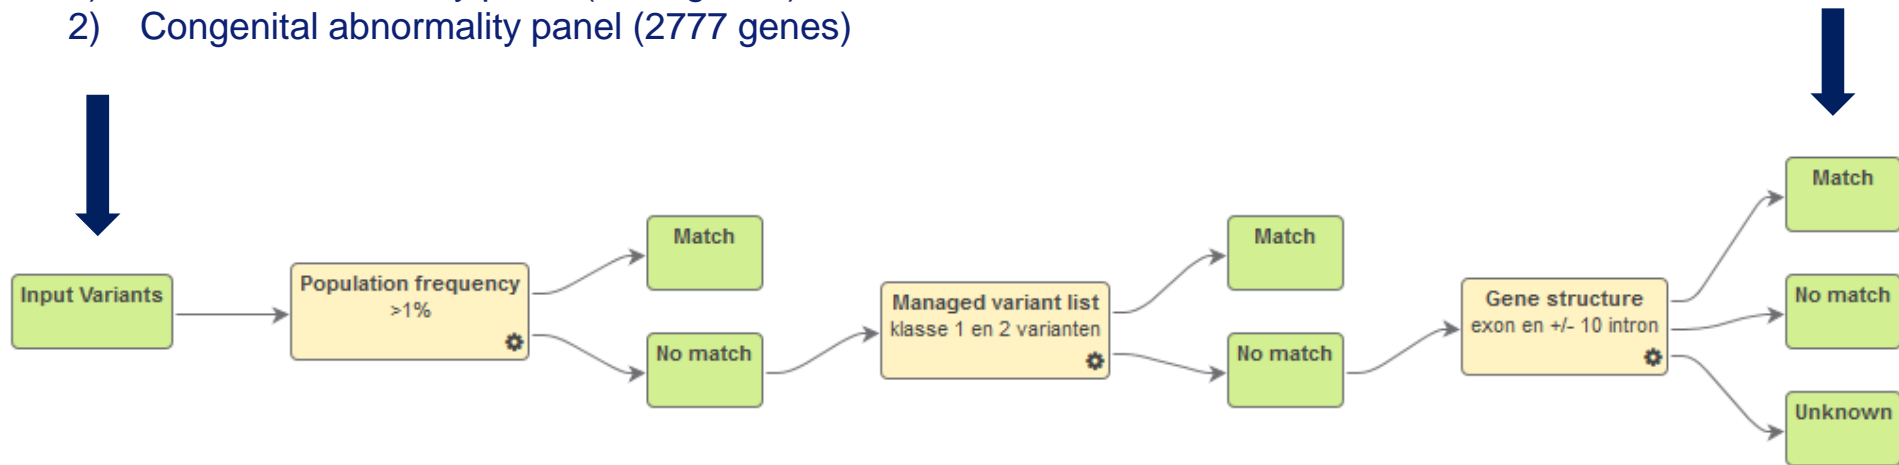 2) Congenital abnormality panel (2777 genes)
Input Variants
Population frequency
>1%
Match
No match
Managed variant list
klasse 1 en 2 varianten
Match
No match
Gene structure
exon en +/- 10 intron
Match
No match
Unknown